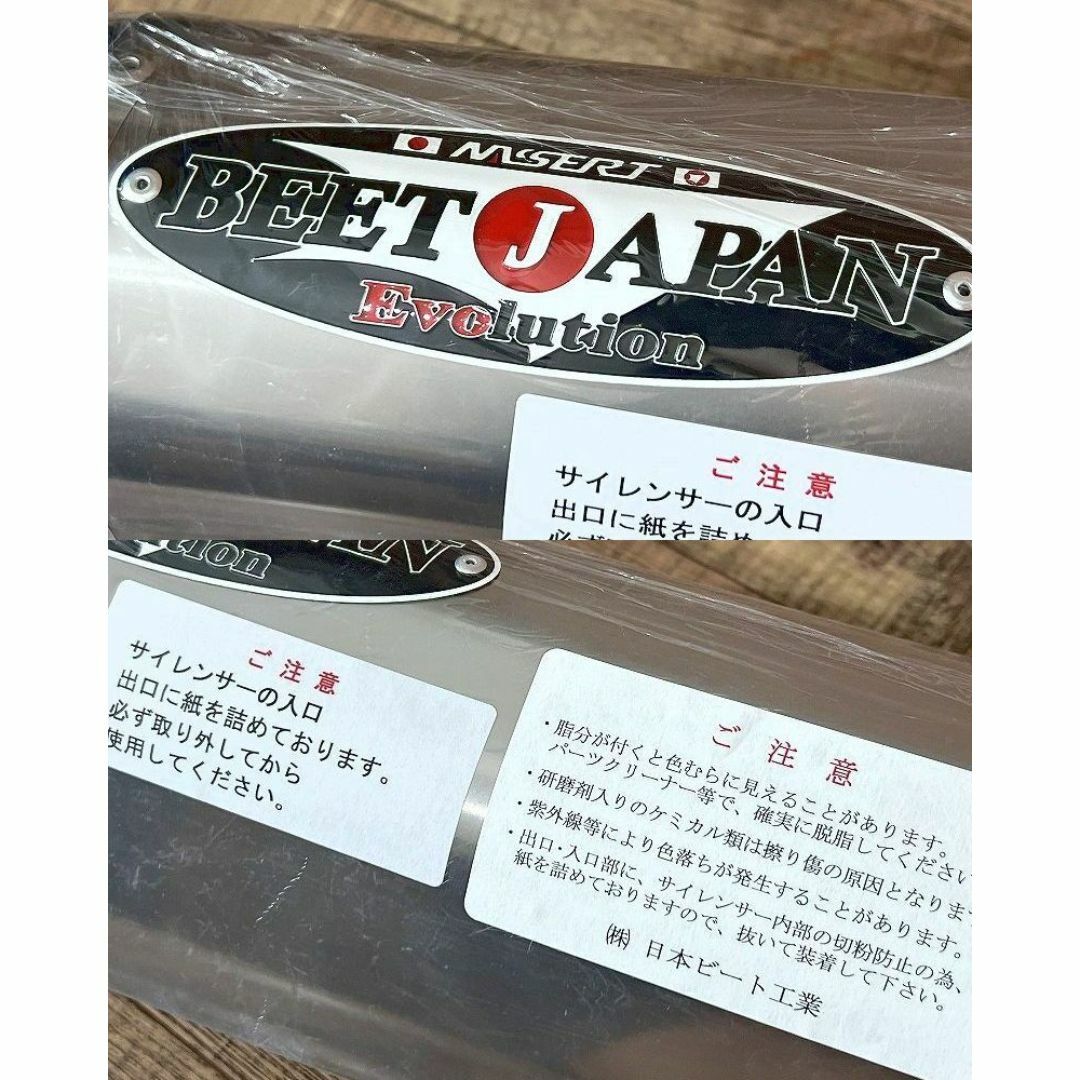 NASSERT
BEET JAPAN
Evolution
ご注意
サイレンサーの入口
出口に紙を詰め
必ず
ution
AN
ご注意
サイレンサーの入口
出口に紙を詰めております。
必ず取り外してから
使用してください。
ご注意
・脂分が付くと色むらに見えることがあります。
パーツクリーナー等で、確実に脱脂してください
・研磨剤入りのケミカル類は擦り傷の原因となりま
・紫外線等により色落ちが発生することがあります。
・出口・入口部に、サイレンサー内部の切粉防止の為、
紙を詰めておりますので、抜いて装着して下さい。
㈱ 日本ビート工業